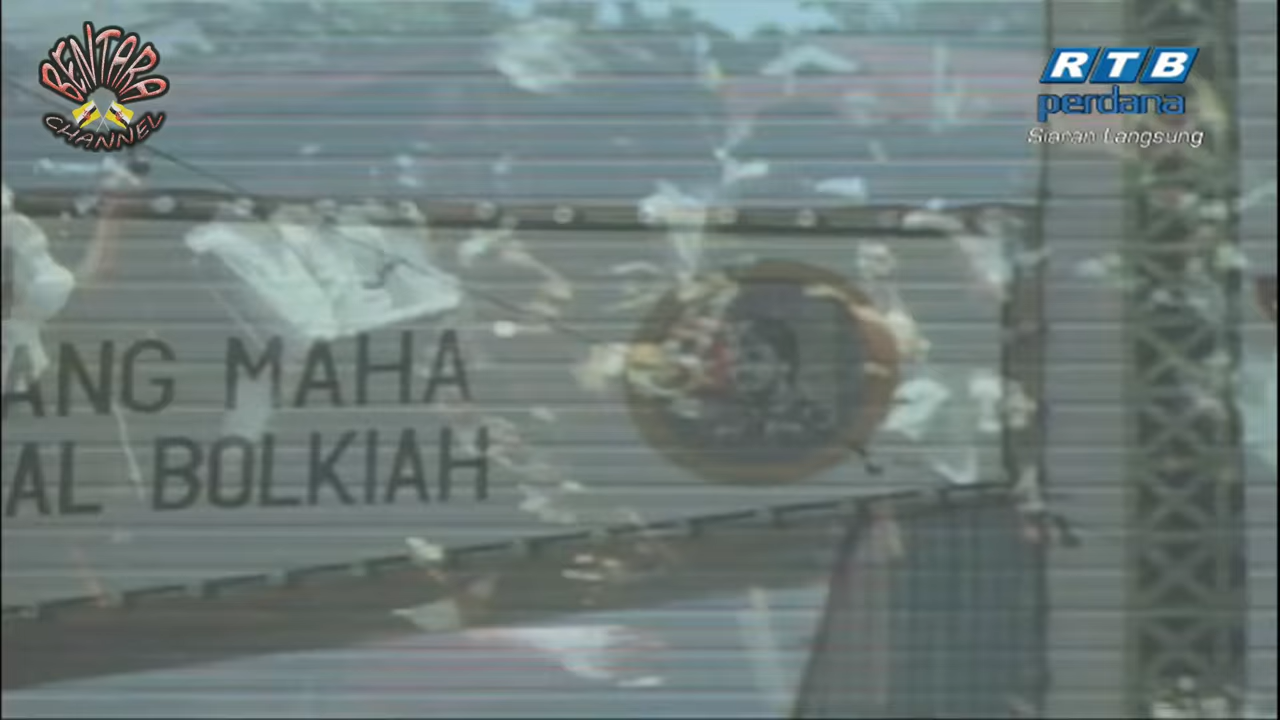 BENTARA
CHANNEL
RTB
perdana
Siaran Langsung
ANG MAHA
AL BOLKIAH